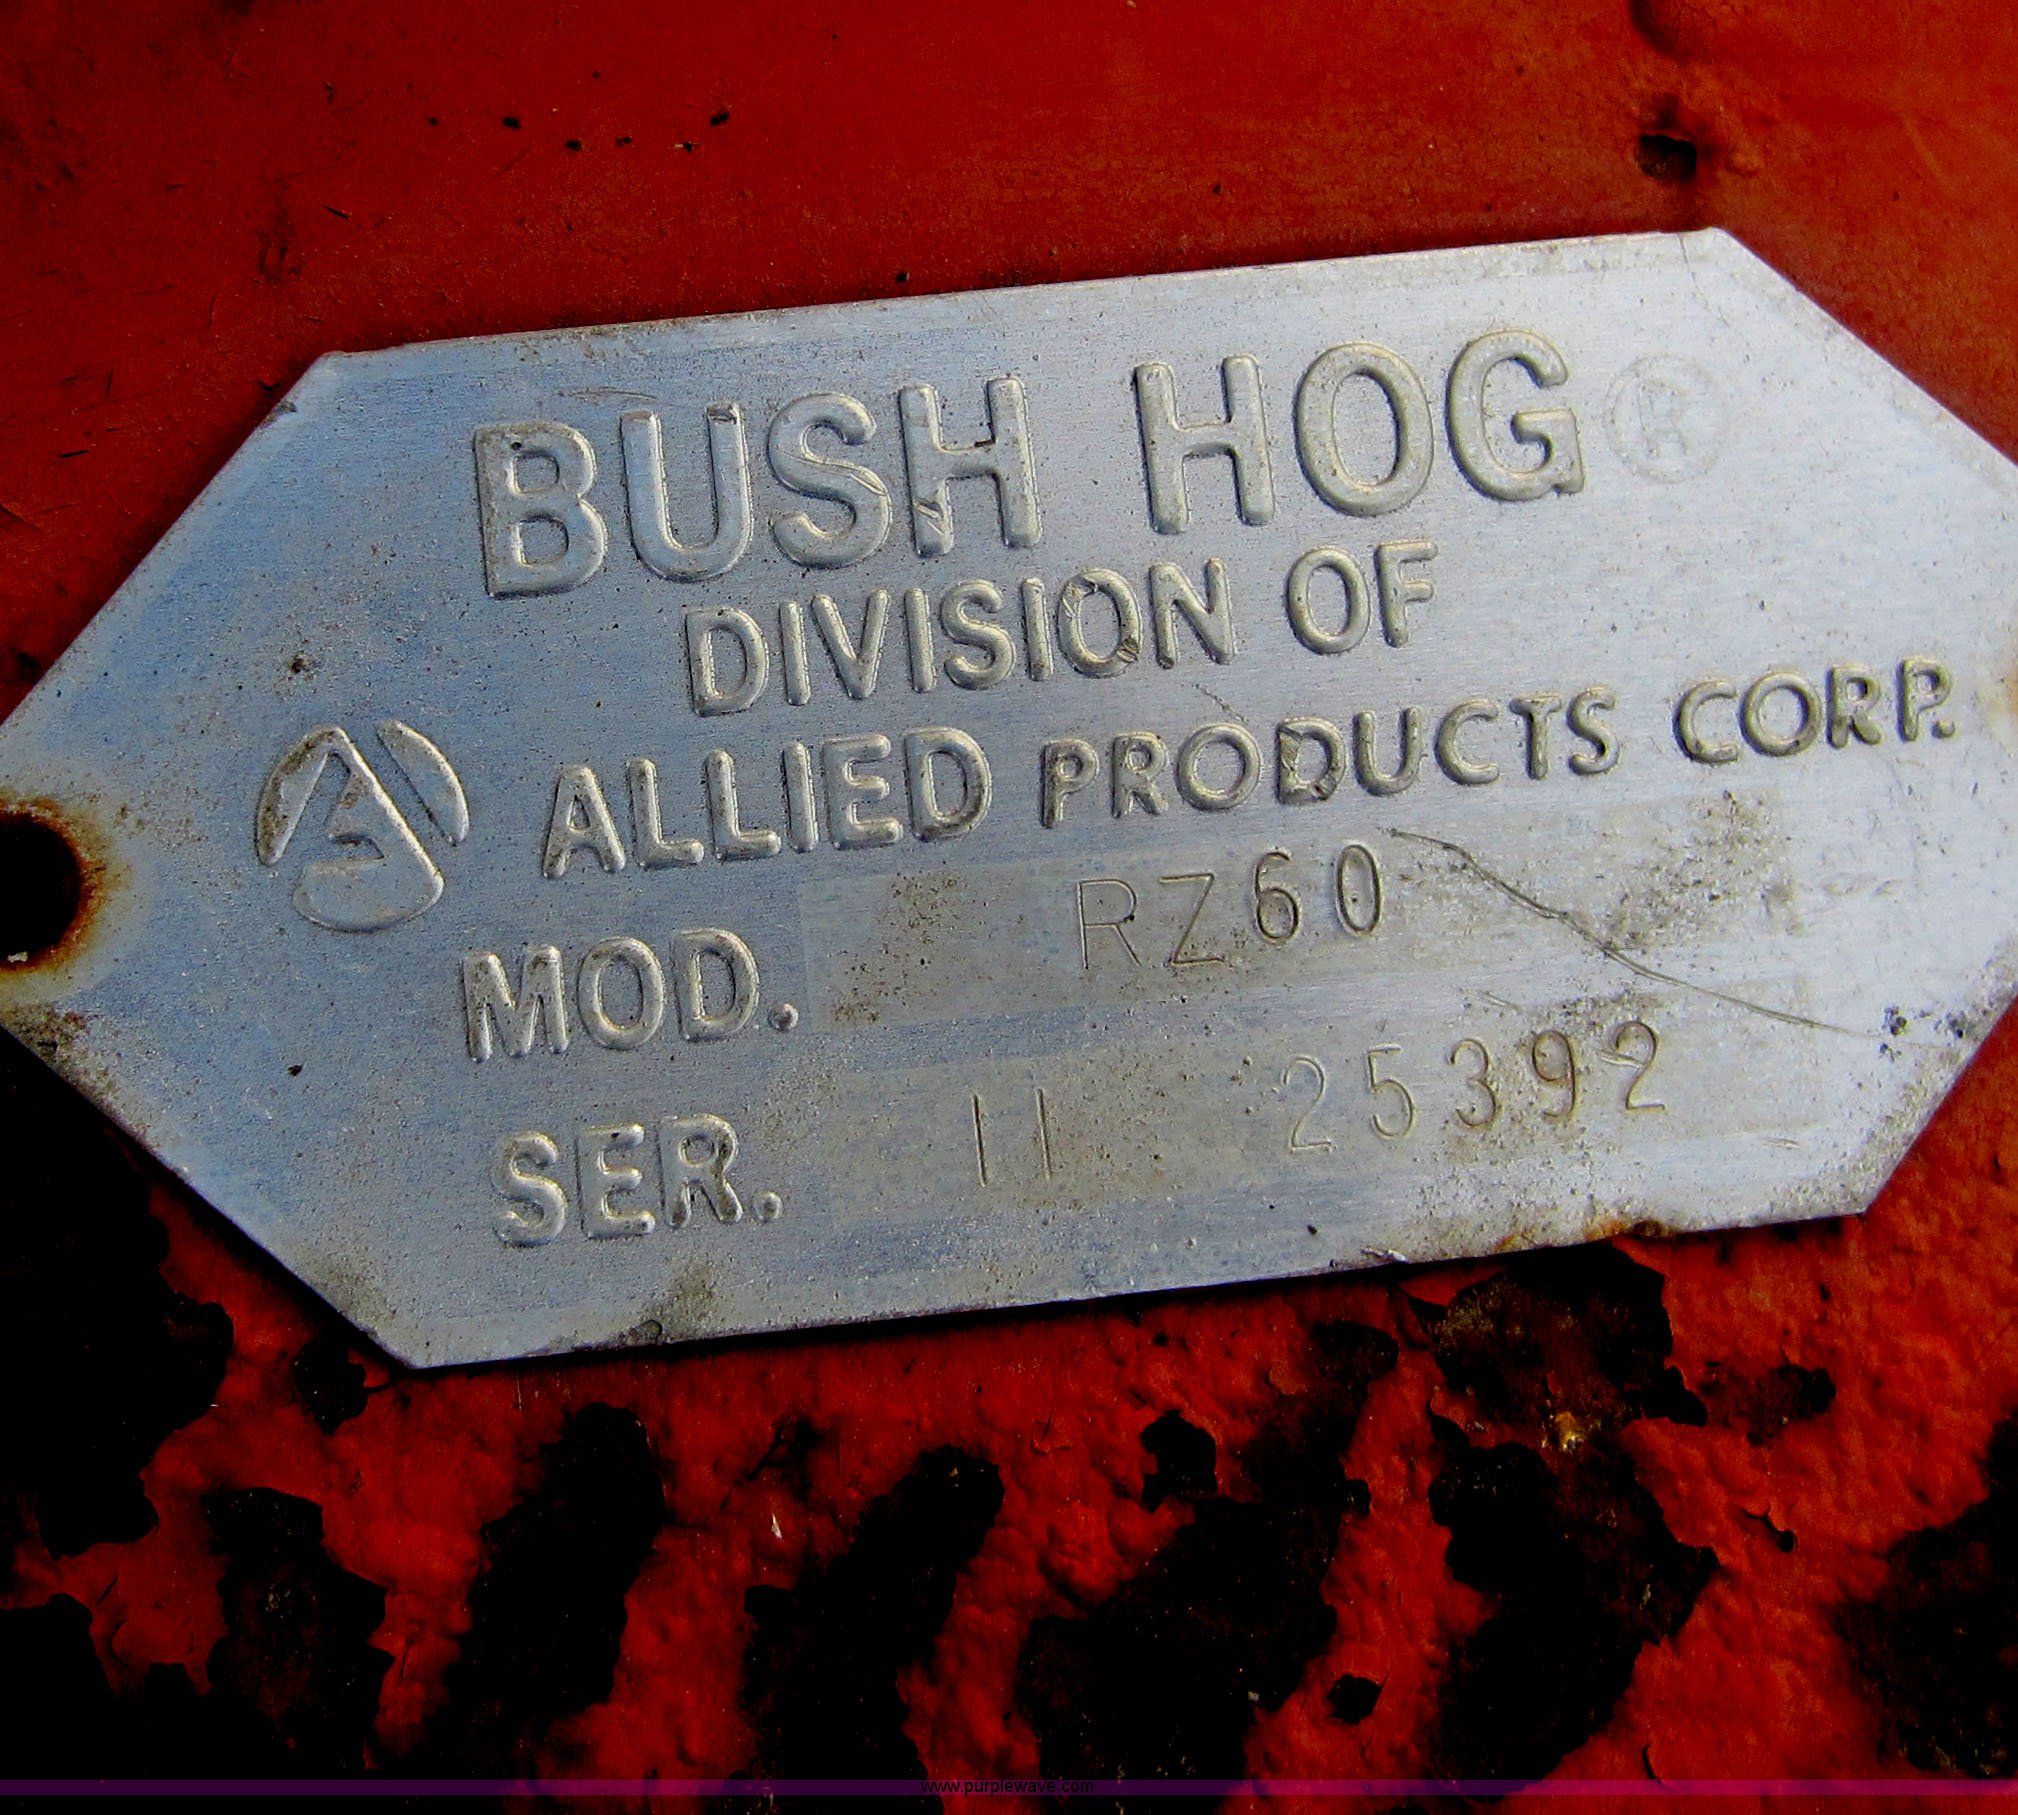 BUSH HOG ®
DIVISION OF
ALLIED PRODUCTS CORP.
MOD. RZ60
SER. 11 25392
www.purplewave.com